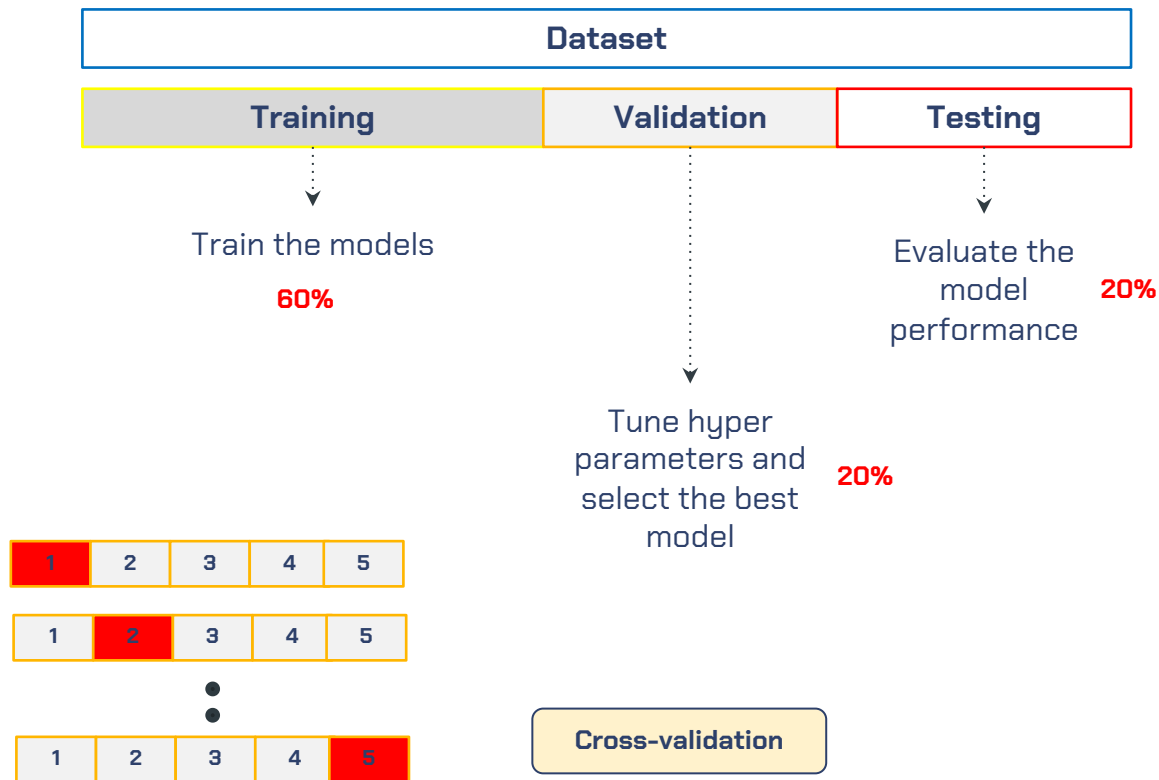 Dataset
Training Validation Testing
Train the models
60%
Evaluate the
model
performance
20%
Tune hyper
parameters and
select the best
model
20%
1 2 3 4 5
1 2 3 4 5
1 2 3 4 5
Cross-validation